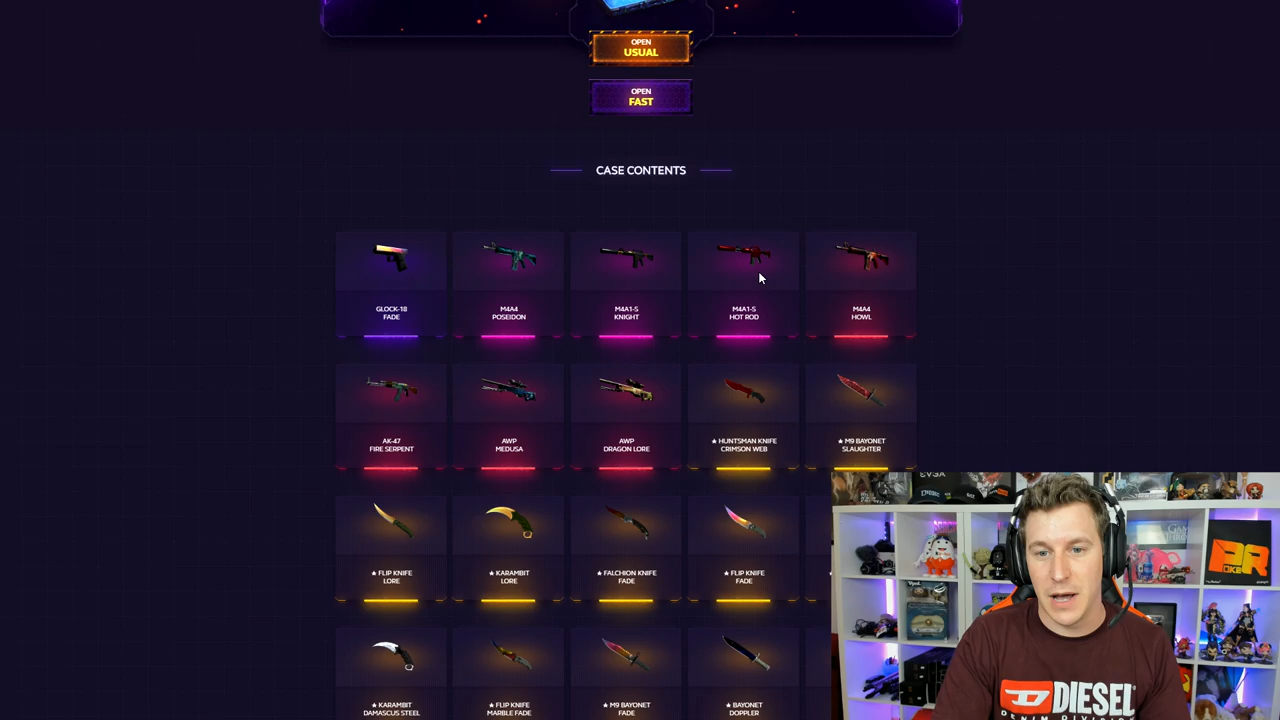 OPEN
USUAL
OPEN
FAST
CASE CONTENTS
GLOCK-18
FADE
M4A4
POSEIDON
M4A1-S
KNIGHT
M4A1-S
HOT ROD
M4A4
HOWL
AK-47
FIRE SERPENT
AWP
MEDUSA
AWP
DRAGON LORE
★ HUNTSMAN KNIFE
CRIMSON WEB
★ M9 BAYONET
SLAUGHTER
★ FLIP KNIFE
LORE
★ KARAMBIT
LORE
★ FALCHION KNIFE
FADE
★ FLIP KNIFE
FADE
★ KARAMBIT
DAMASCUS STEEL
★ FLIP KNIFE
MARBLE FADE
★ M9 BAYONET
FADE
★ BAYONET
DOPPLER
EVGA
DIESEL
DENIM DIVISION